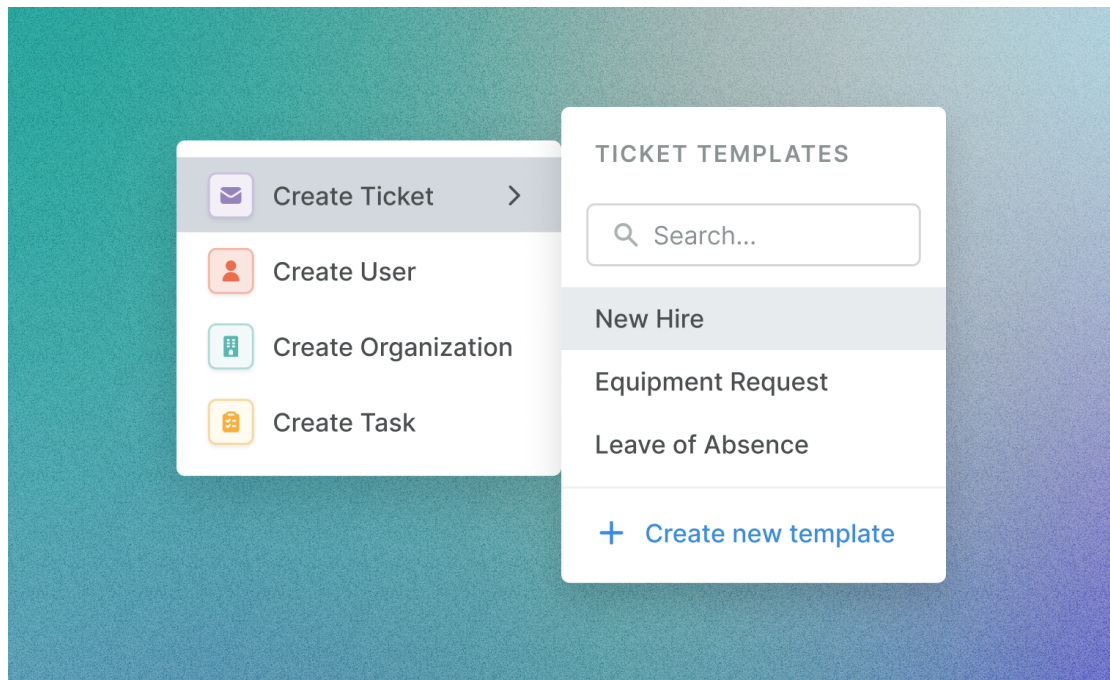 Create Ticket
Create User
Create Organization
Create Task
TICKET TEMPLATES
Search...
New Hire
Equipment Request
Leave of Absence
Create new template